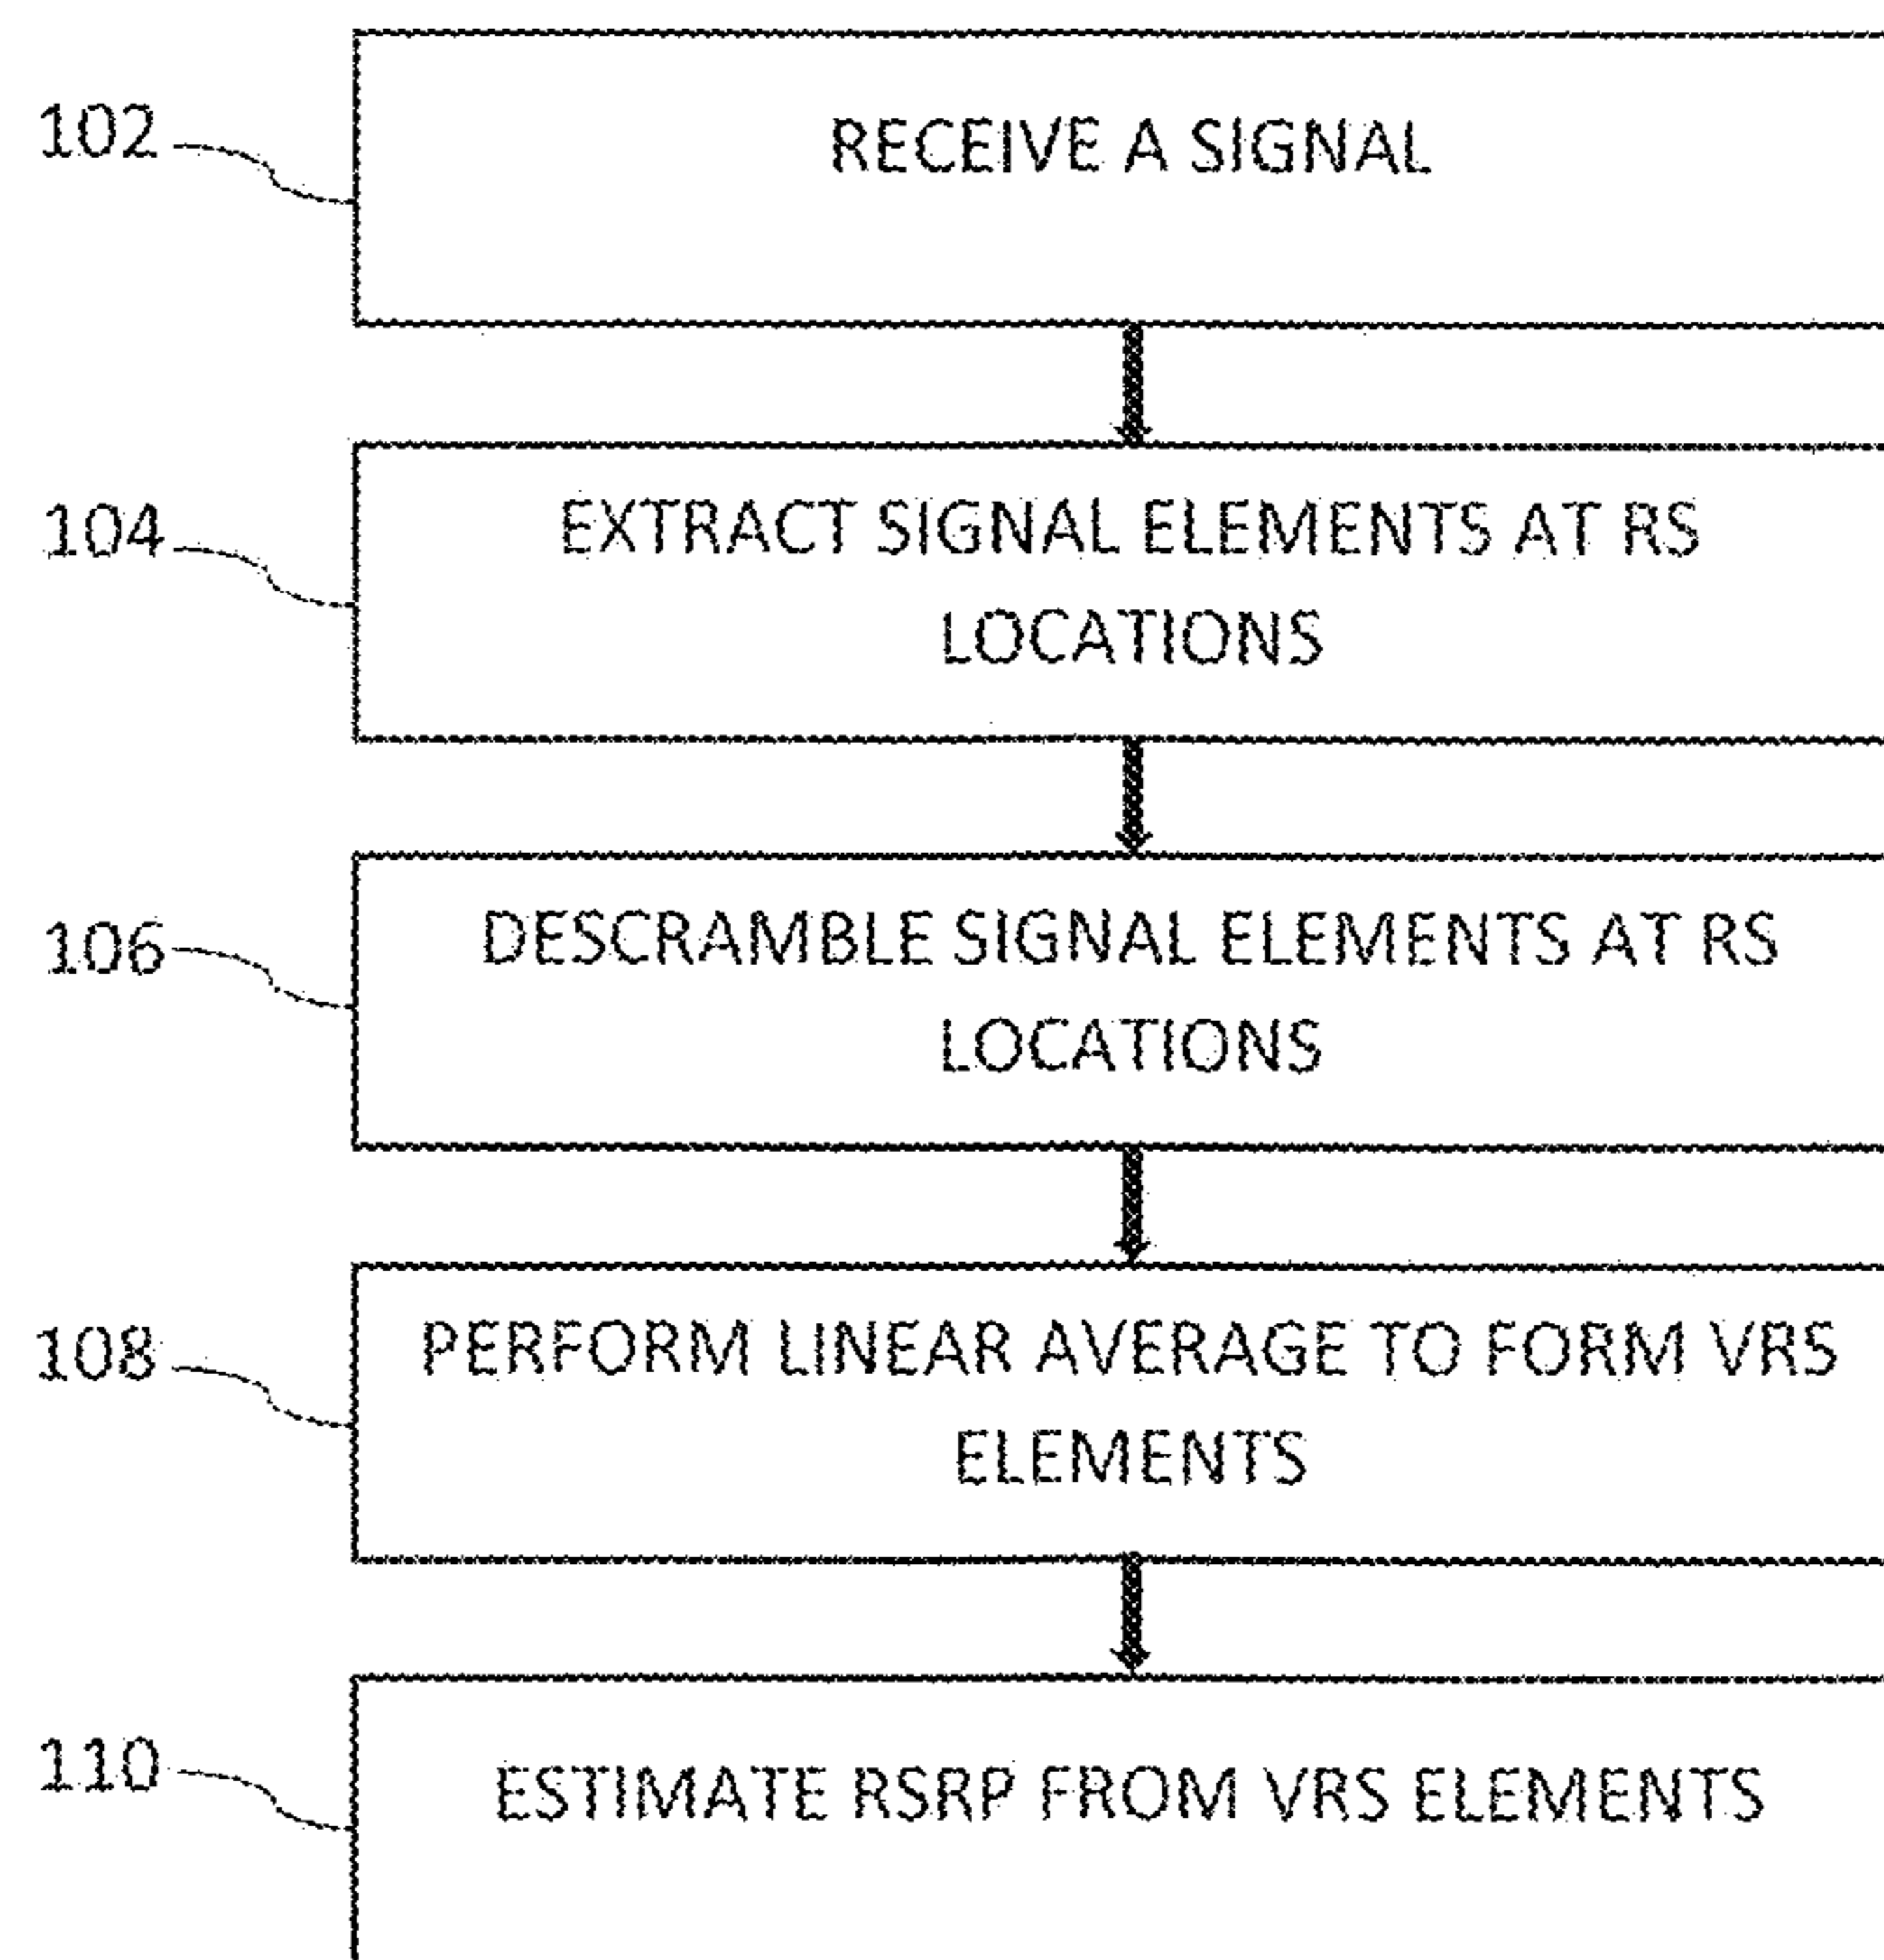 102
RECEIVE A SIGNAL
104
EXTRACT SIGNAL ELEMENTS AT RS
LOCATIONS
106
DESCRAMBLE SIGNAL ELEMENTS AT RS
LOCATIONS
108
PERFORM LINEAR AVERAGE TO FORM VRS
ELEMENTS
110
ESTIMATE RSRP FROM VRS ELEMENTS